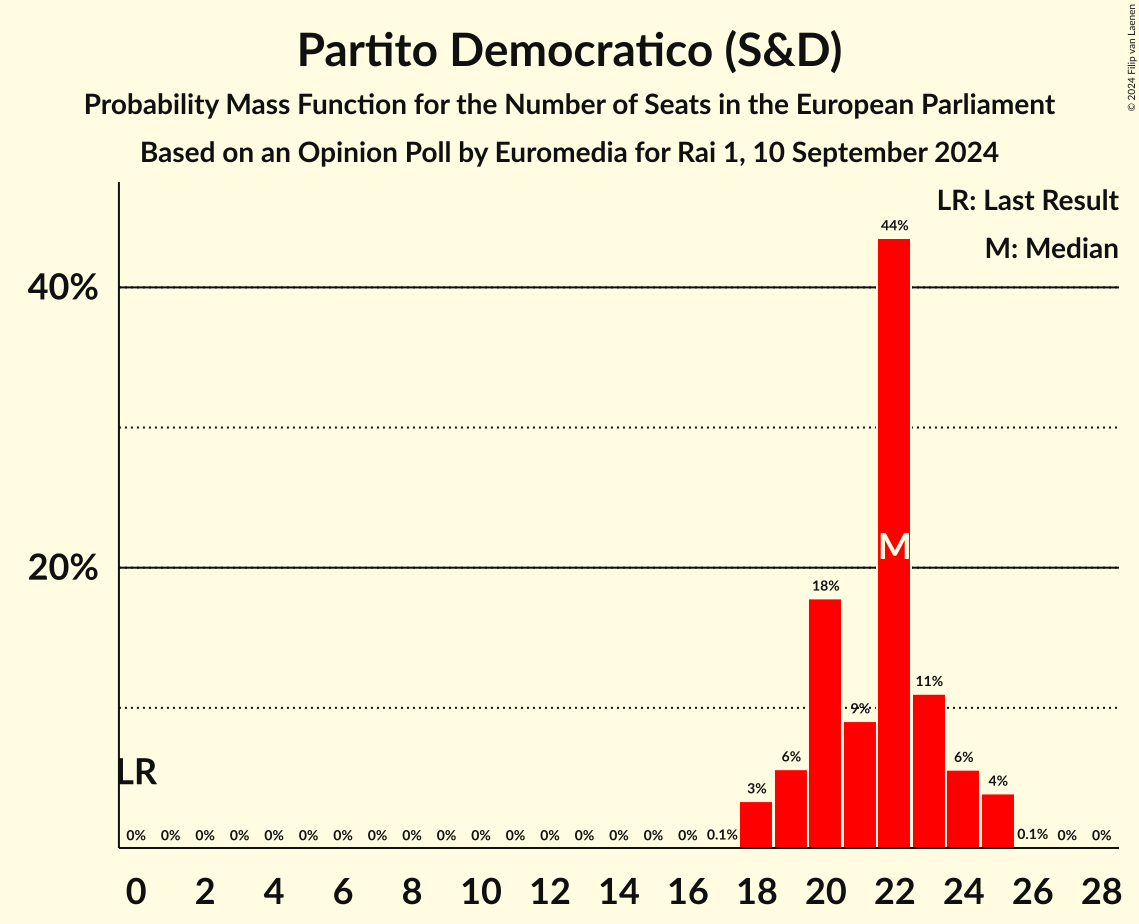 Partito Democratico (S&D)
Probability Mass Function for the Number of Seats in the European Parliament
Based on an Opinion Poll by Euromedia for Rai 1, 10 September 2024
© 2024 Filip van Laenen
LR: Last Result
M: Median
44%
40%
M
20%
18%
11%
9%
LR
6%
6%
4%
3%
0% 0% 0% 0% 0% 0% 0% 0% 0% 0% 0% 0% 0% 0% 0% 0% 0% 0.1% 0.1% 0% 0%
0 2 4 6 8 10 12 14 16 18 20 22 24 26 28